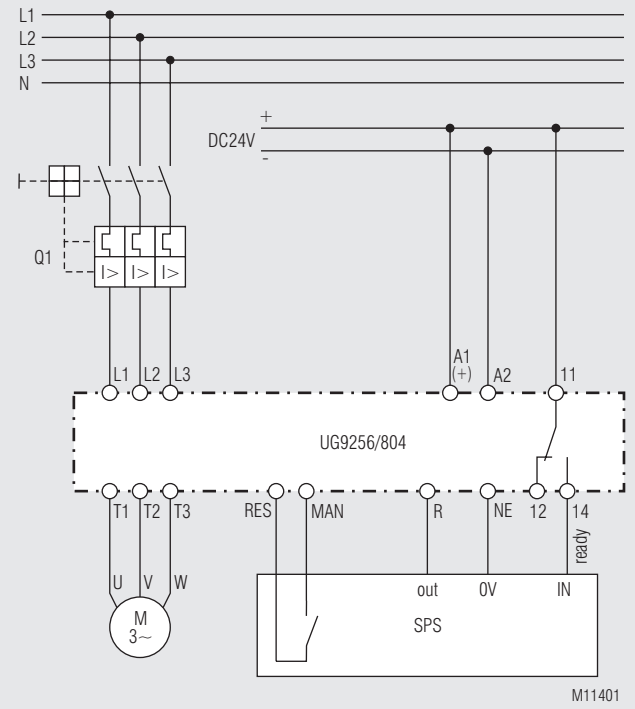 L1
L2
L3
N
+
DC24V
-
Q1
I> I> I>
L1 L2 L3
A1
(+) A2 11
UG9256/804
T1 T2 T3 RES MAN R NE 12 14
ready
U V W
out 0V IN
M
3~
SPS
M11401